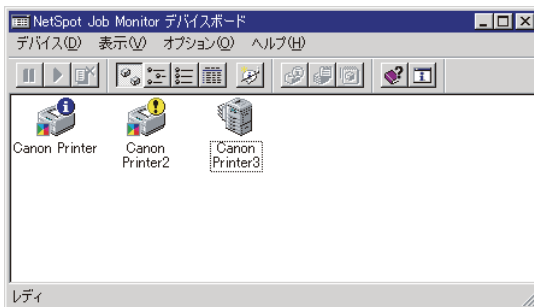 NetSpot Job Monitor デバイスボード
デバイス(D) 表示(V) オプション(O) ヘルプ(H)
Canon Printer
Canon Printer2
Canon Printer3
レディ